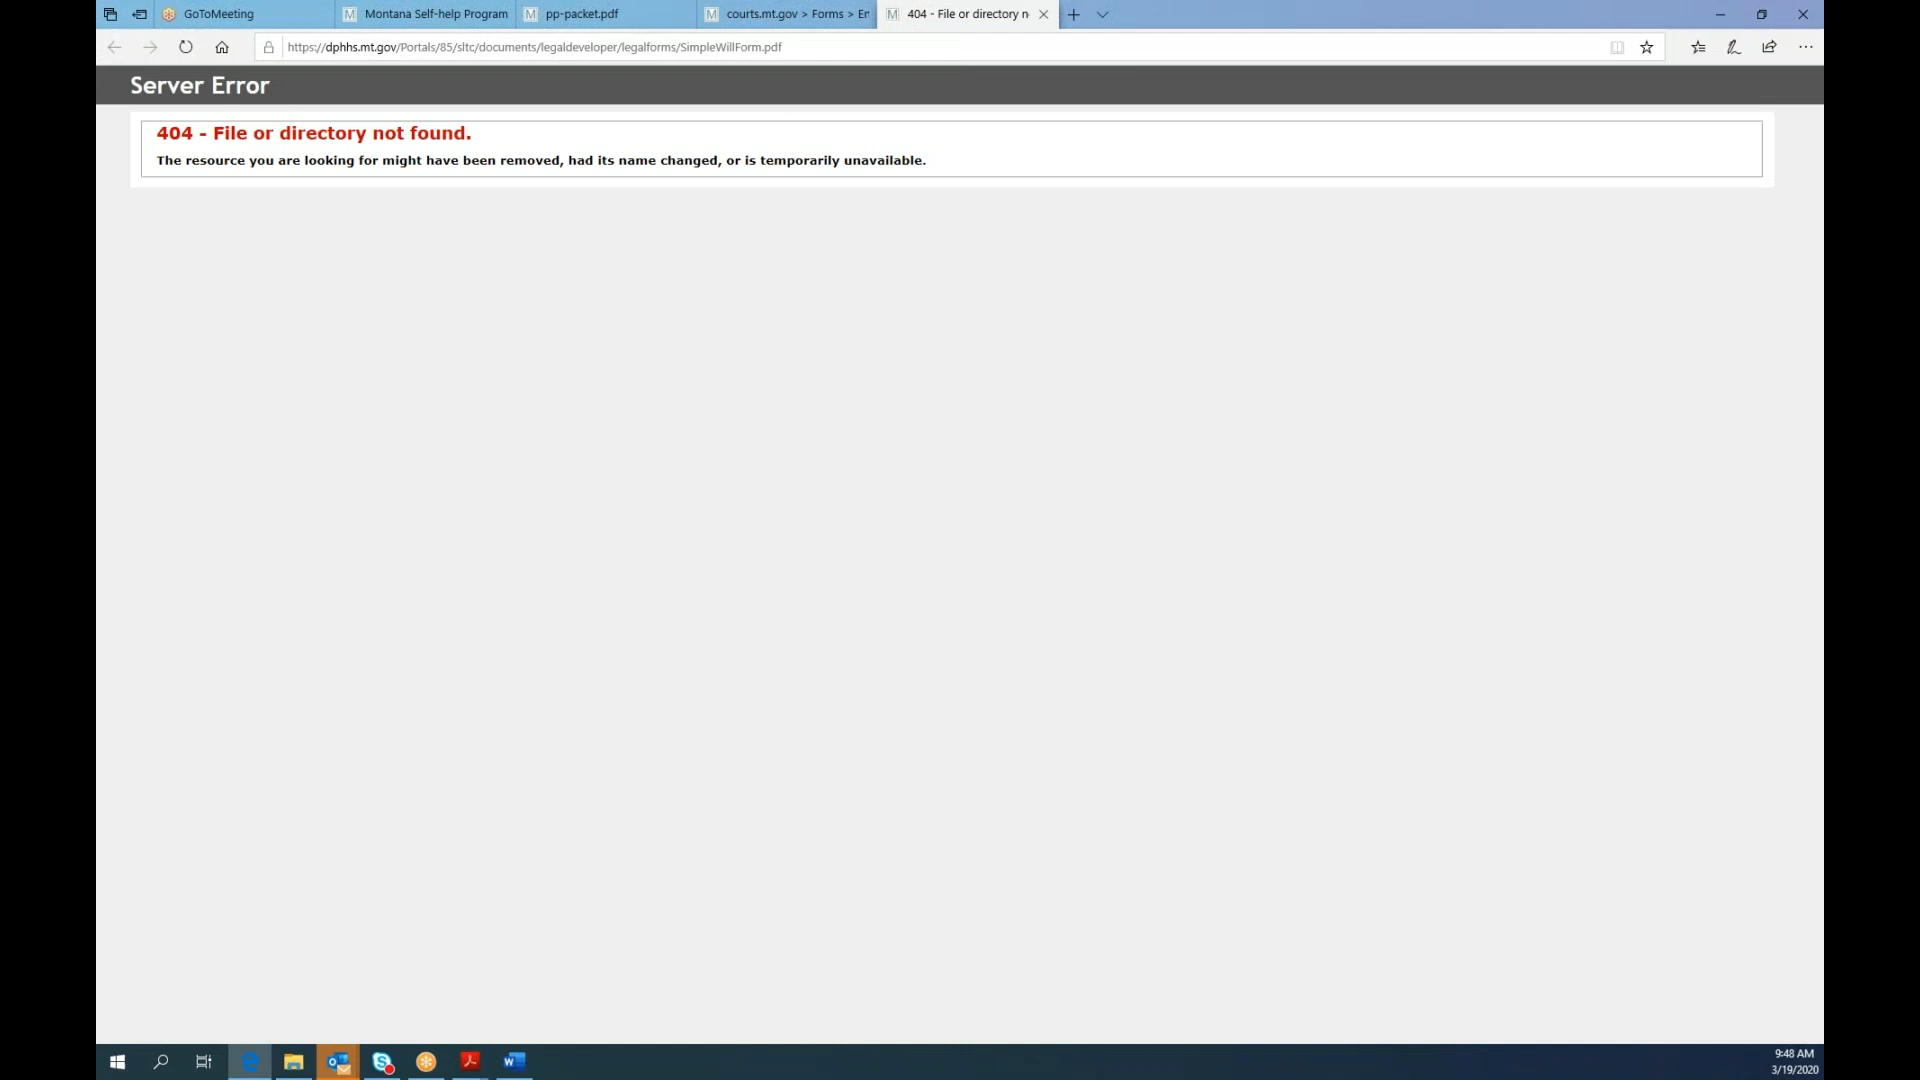 GoToMeeting
Montana Self-help Program
pp-packet.pdf
courts.mt.gov > Forms > Er
404 - File or directory n
https://dphhs.mt.gov/Portals/85/sltc/documents/legaldeveloper/legalforms/SimpleWillForm.pdf
Server Error
404 - File or directory not found.
The resource you are looking for might have been removed, had its name changed, or is temporarily unavailable.
9:48 AM
3/19/2020